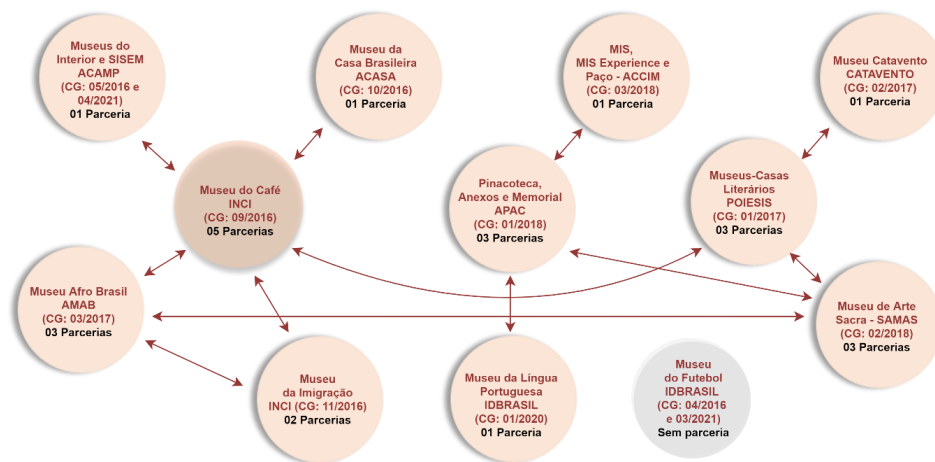 Museus do
Interior e SISEM
ACAMP
(CG: 05/2016 e
04/2021)
01 Parceria
Museu da
Casa Brasileira
ACASA
(CG: 10/2016)
01 Parceria
MIS,
MIS Experience e
Paço - ACCIM
(CG: 03/2018)
01 Parceria
Museu Catavento
CATAVENTO
(CG: 02/2017)
01 Parceria
Museu do Café
INCI
(CG: 09/2016)
05 Parcerias
Pinacoteca,
Anexos e Memorial
APAC
(CG: 01/2018)
03 Parcerias
Museus-Casas
Literários
POIESIS
(CG: 01/2017)
03 Parcerias
Museu Afro Brasil
AMAB
(CG: 03/2017)
03 Parcerias
Museu de Arte
Sacra - SAMAS
(CG: 02/2018)
03 Parcerias
Museu
da Imigração
INCI (CG: 11/2016)
02 Parcerias
Museu da Língua
Portuguesa
IDBRASIL
(CG: 01/2020)
01 Parceria
Museu
do Futebol
IDBRASIL
(CG: 04/2016
e 03/2021)
Sem parceria